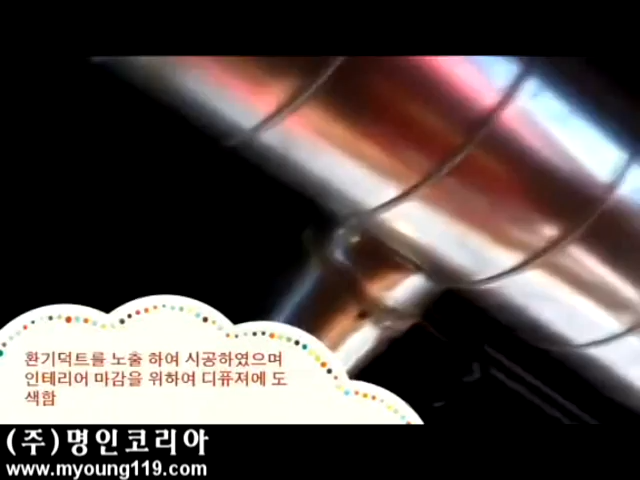 환기덕트를 노출 하여 시공하였으며
인테리어 마감을 위하여 디퓨져에 도
색함
(주)명인코리아
www.myoung119.com